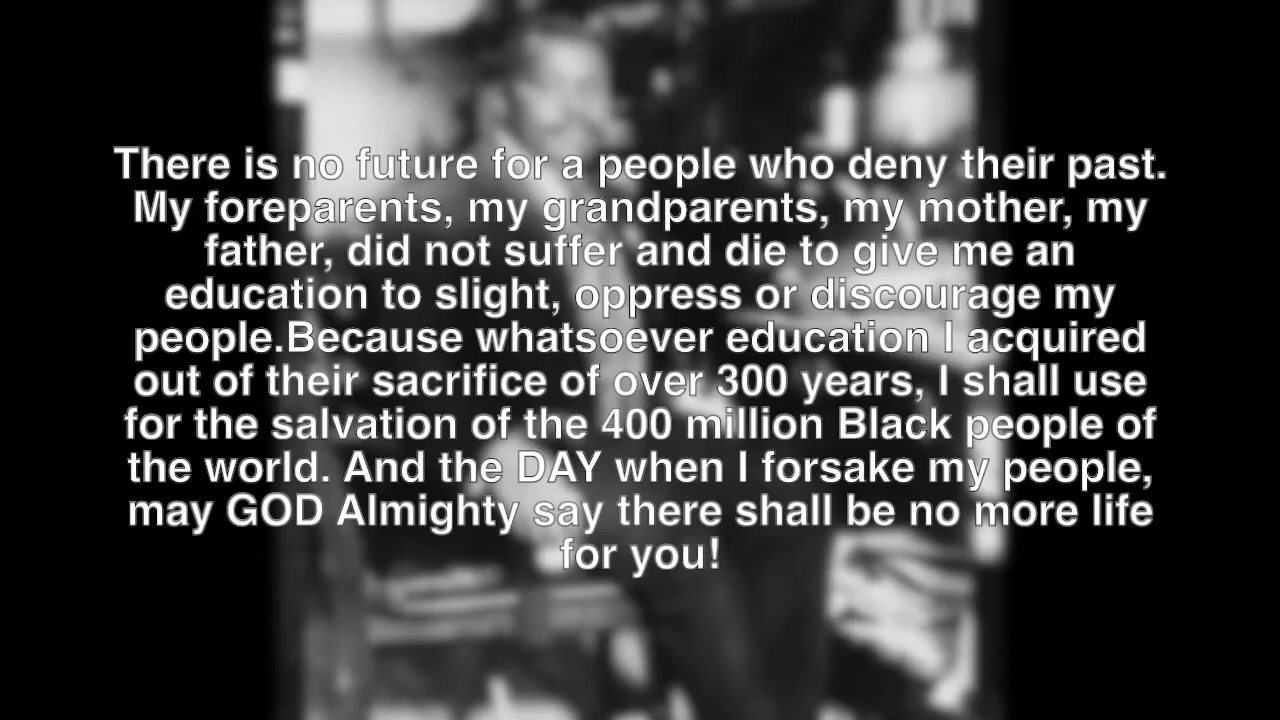 There is no future for a people who deny their past.
My foreparents, my grandparents, my mother, my
father, did not suffer and die to give me an
education to slight, oppress or discourage my
people.Because whatsoever education I acquired
out of their sacrifice of over 300 years, I shall use
for the salvation of the 400 million Black people of
the world. And the DAY when I forsake my people,
may GOD Almighty say there shall be no more life
for you!